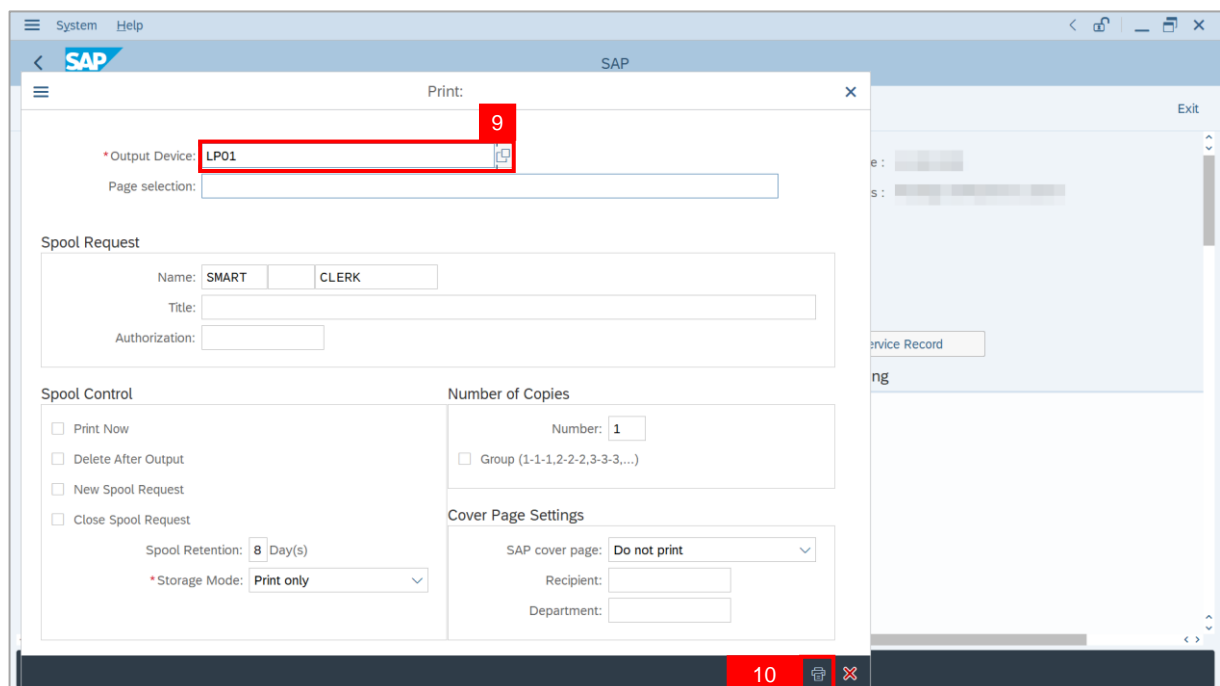 System Help
SAP
SAP
Print:
Exit
9
*Output Device: LP01
e :
Page selection:
s :
Spool Request
Name: SMART CLERK
Title:
Authorization:
ervice Record
ng
Spool Control
Number of Copies
Print Now
Number: 1
Delete After Output
Group (1-1-1,2-2-2,3-3-3,...)
New Spool Request
Close Spool Request
Cover Page Settings
Spool Retention: 8 Day(s)
SAP cover page: Do not print
*Storage Mode: Print only
Recipient:
Department:
10